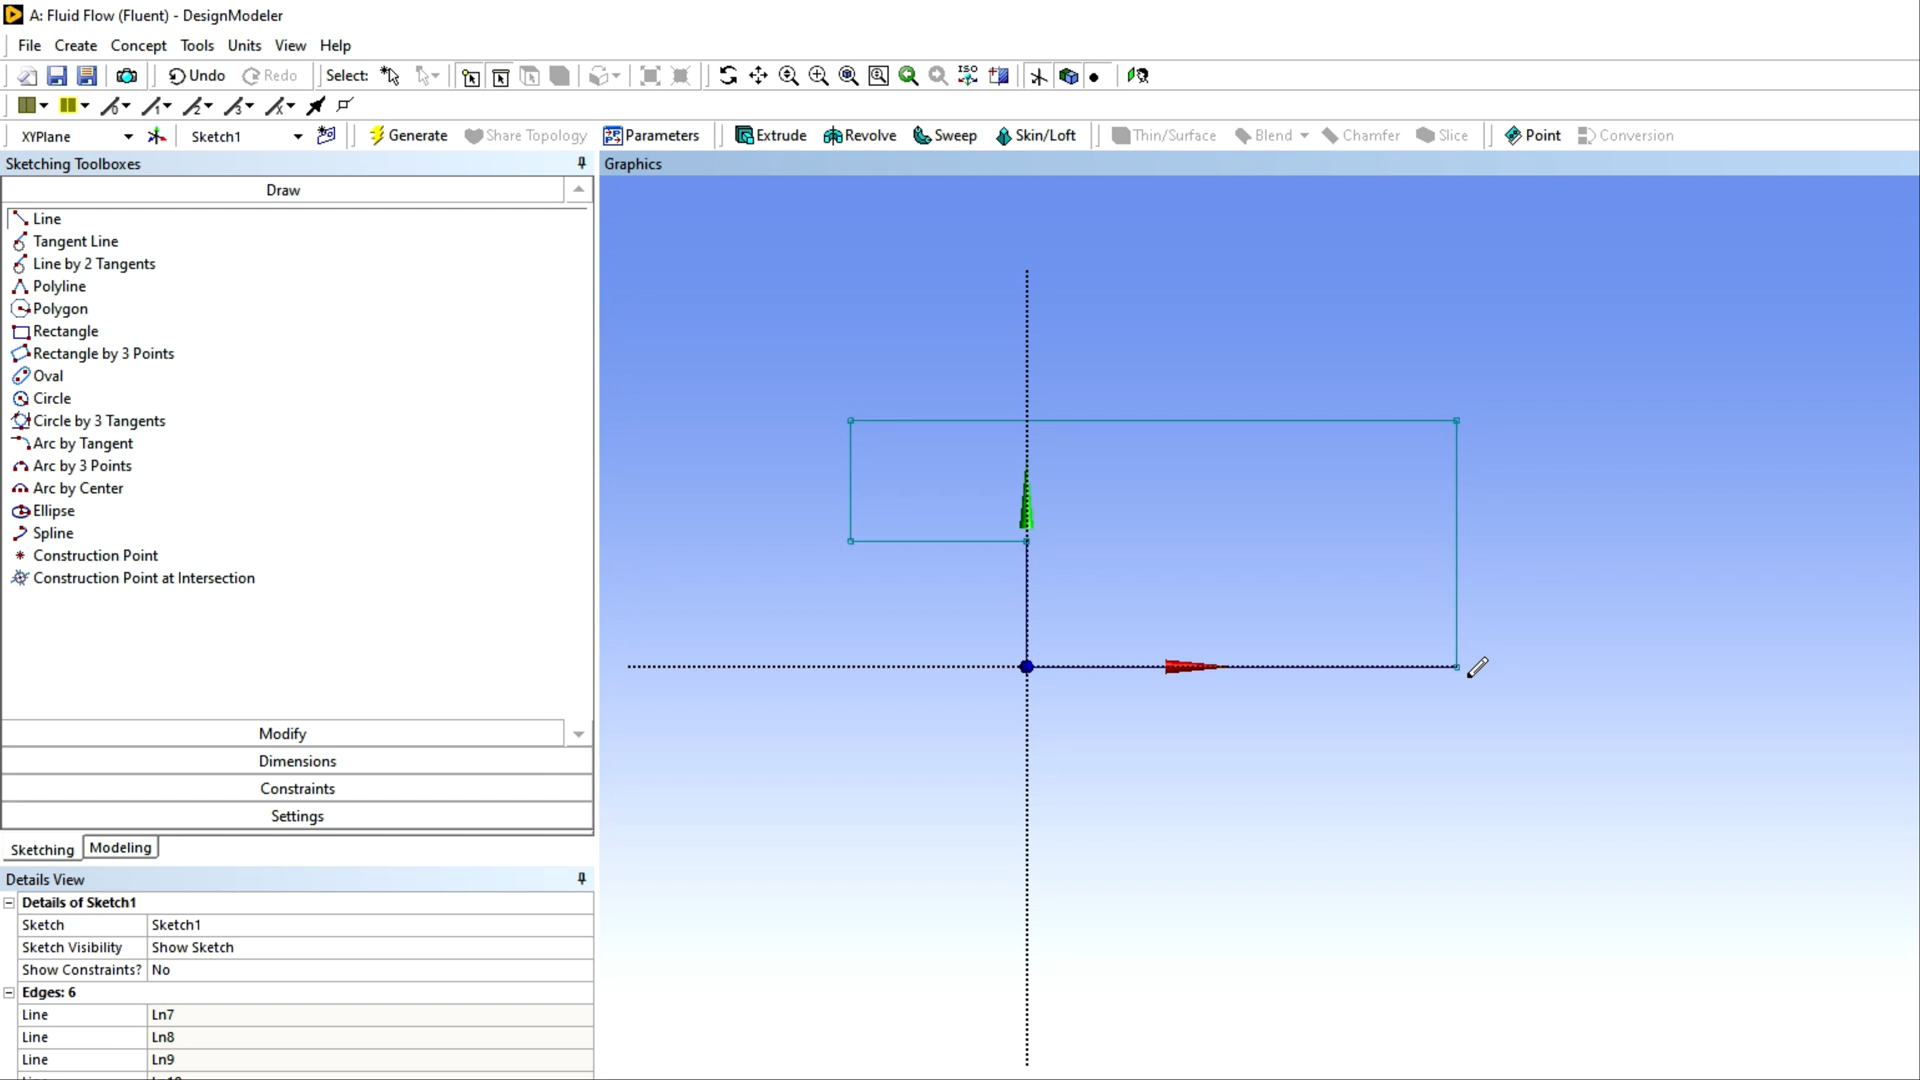 A: Fluid Flow (Fluent) - DesignModeler
File Create Concept Tools Units View Help
Undo Redo Select: ISO
XYPlane Sketch1 Generate Share Topology Parameters Extrude Revolve Sweep Skin/Loft Thin/Surface Blend Chamfer Slice Point Conversion
Sketching Toolboxes
Graphics
Draw
Line
Tangent Line
Line by 2 Tangents
Polyline
Polygon
Rectangle
Rectangle by 3 Points
Oval
Circle
Circle by 3 Tangents
Arc by Tangent
Arc by 3 Points
Arc by Center
Ellipse
Spline
Construction Point
Construction Point at Intersection
Modify
Dimensions
Constraints
Settings
Sketching Modeling
Details View
Details of Sketch1
Sketch Sketch1
Sketch Visibility Show Sketch
Show Constraints? No
Edges: 6
Line Ln7
Line Ln8
Line Ln9